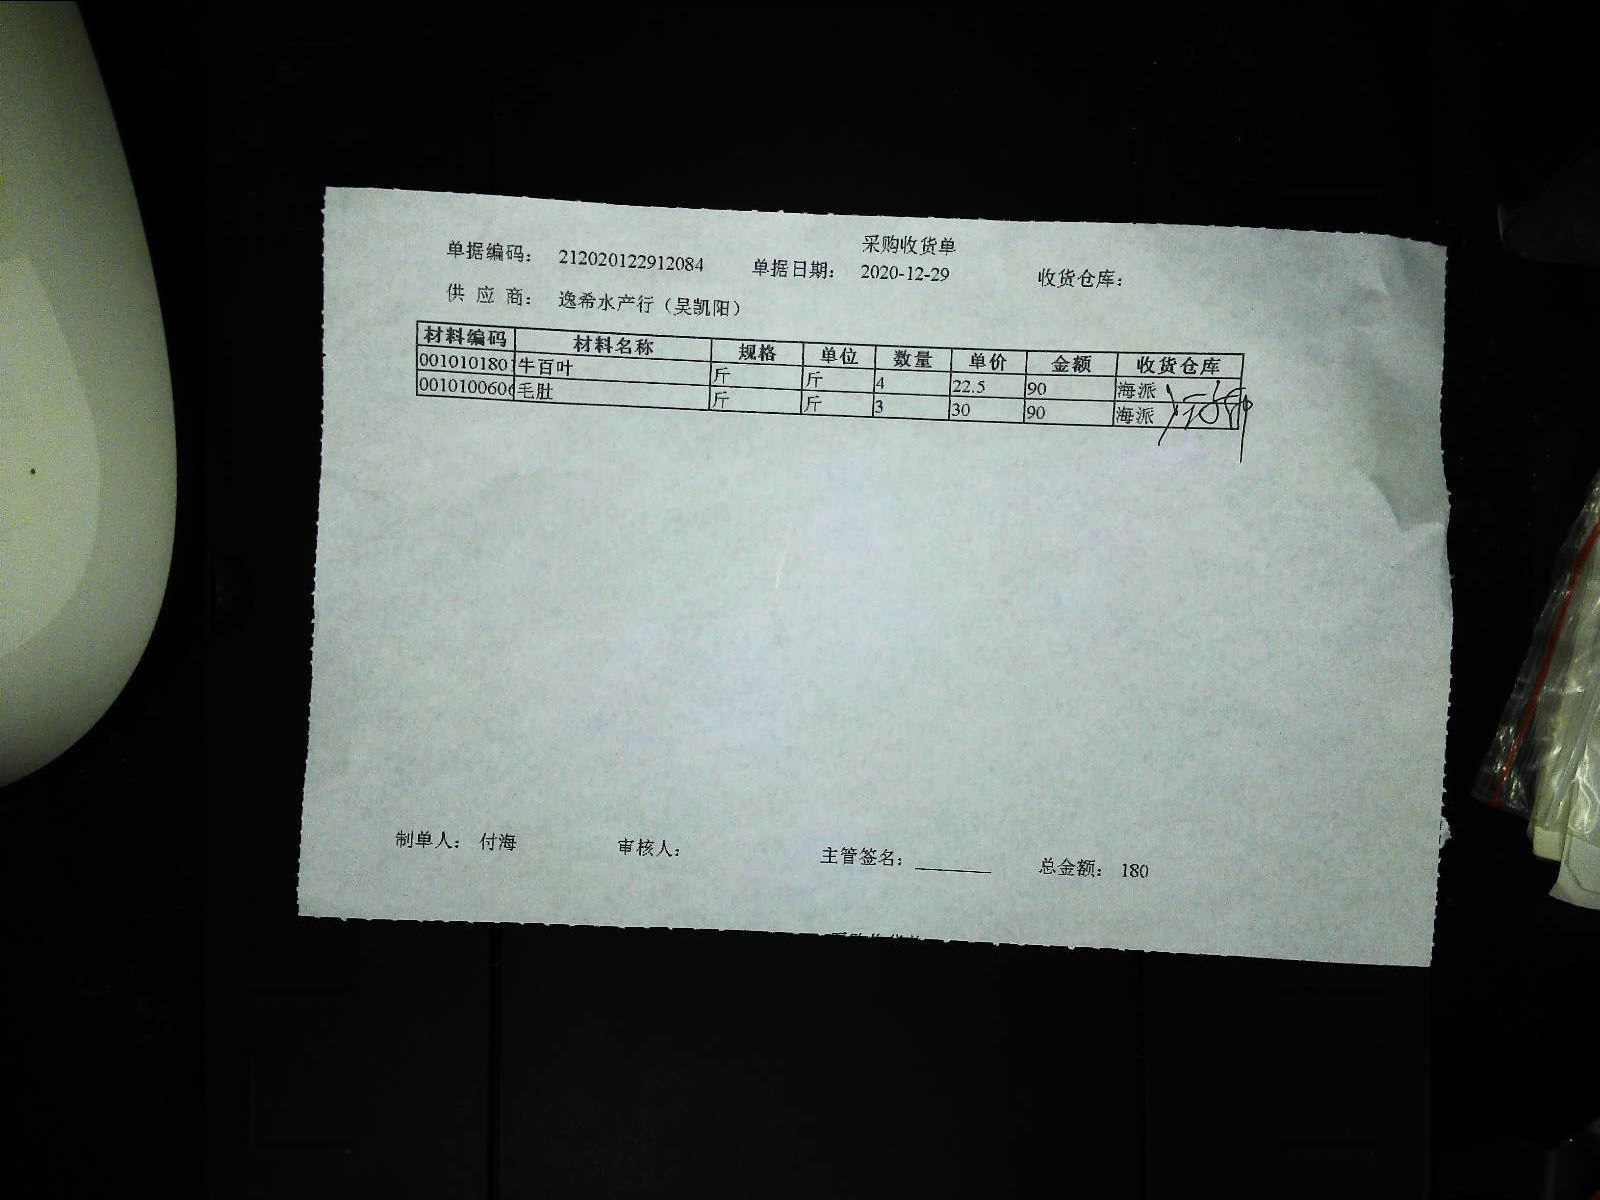 采购收货单
单据编码： 212020122912084 单据日期： 2020-12-29 收货仓库：
供 应 商： 逸希水产行（吴凯阳）
材料编码 材料名称 规格 单位 数量 单价 金额 收货仓库
001010180 牛百叶 斤 斤 4 22.5 90 海派
001010060 毛肚 斤 斤 3 30 90 海派
制单人： 付海 审核人： 主管签名： 总金额： 180